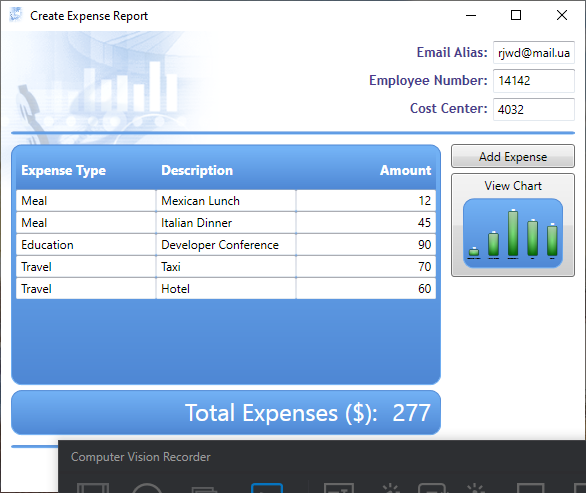 Create Expense Report
Email Alias: rjwd@mail.ua
Employee Number: 14142
Cost Center: 4032
Expense Type Description Amount
Meal Mexican Lunch 12
Meal Italian Dinner 45
Education Developer Conference 90
Travel Taxi 70
Travel Hotel 60
Add Expense
View Chart
Total Expenses ($): 277
Computer Vision Recorder